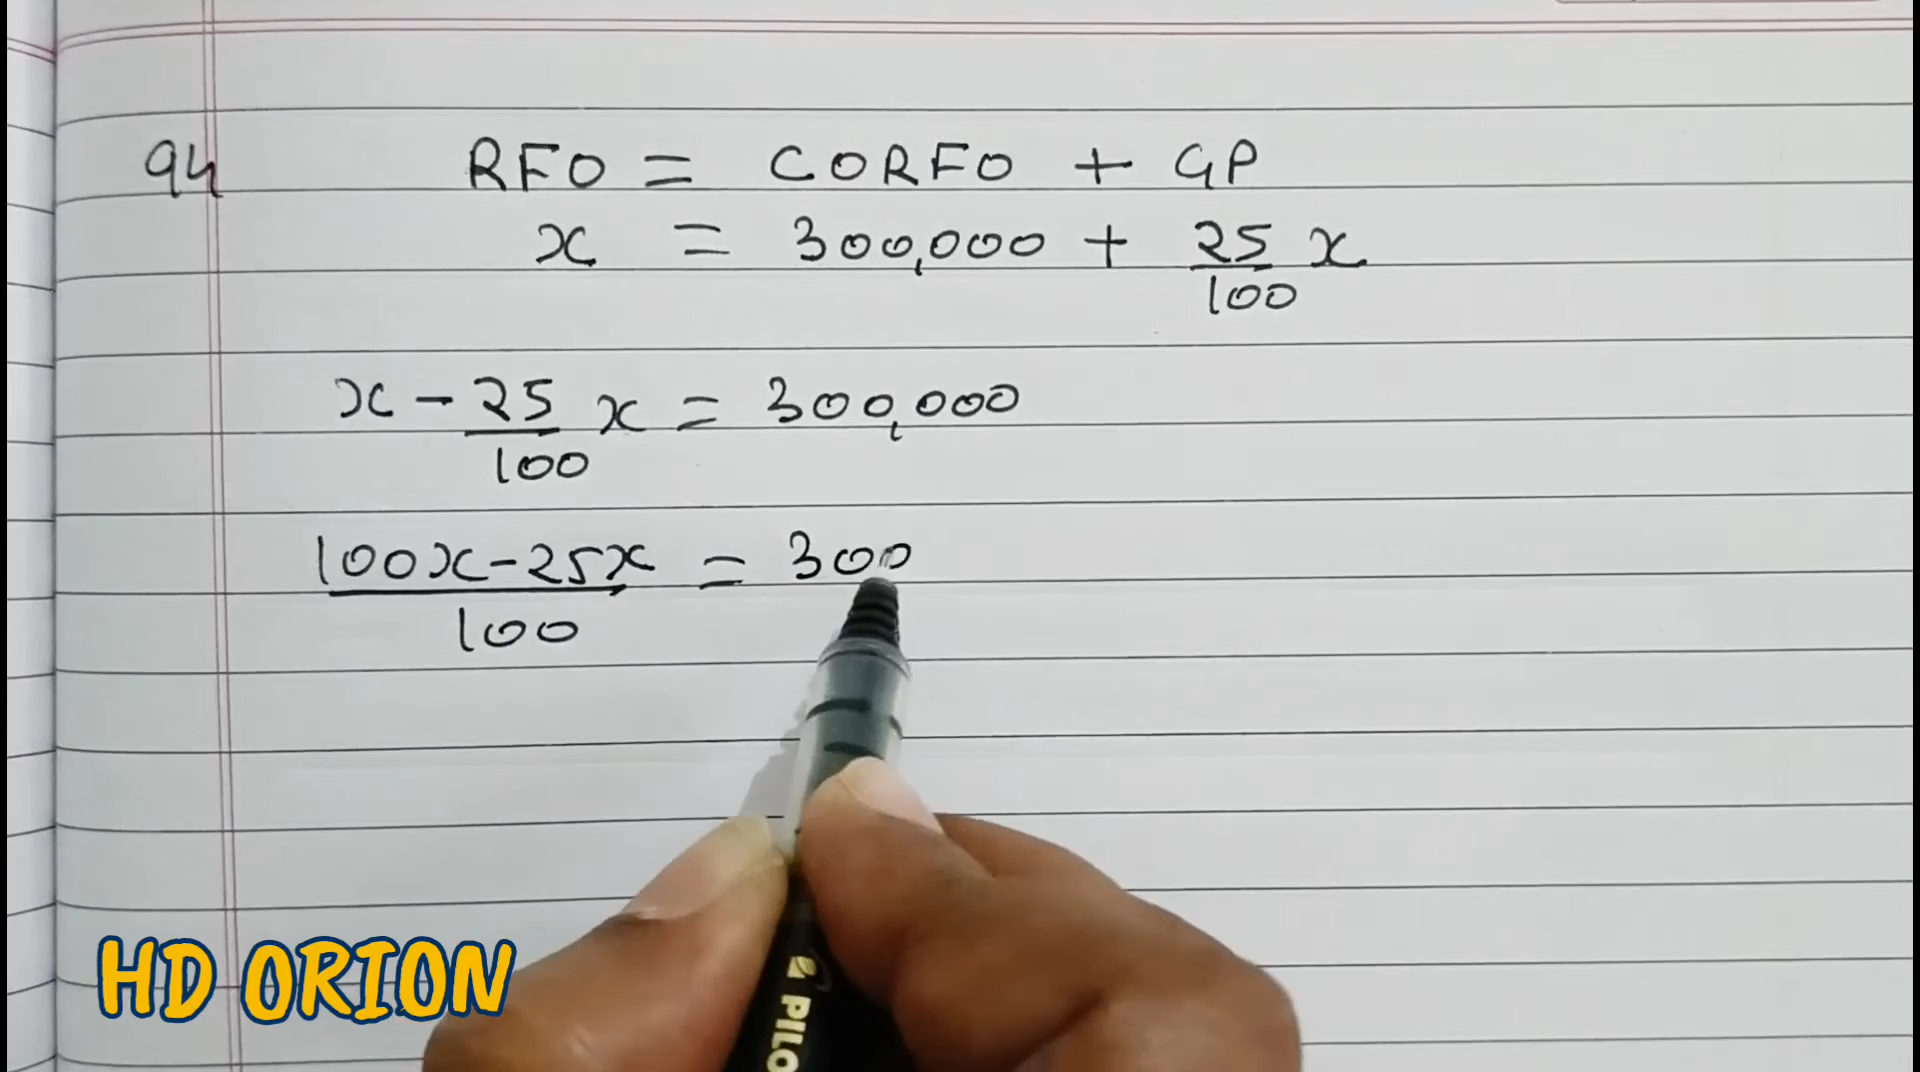 94 RFO = CORFO + GP
x = 300,000 + 25/100 x
x - 25/100 x = 300,000
100x - 25x / 100 = 300
HD ORION
PILO